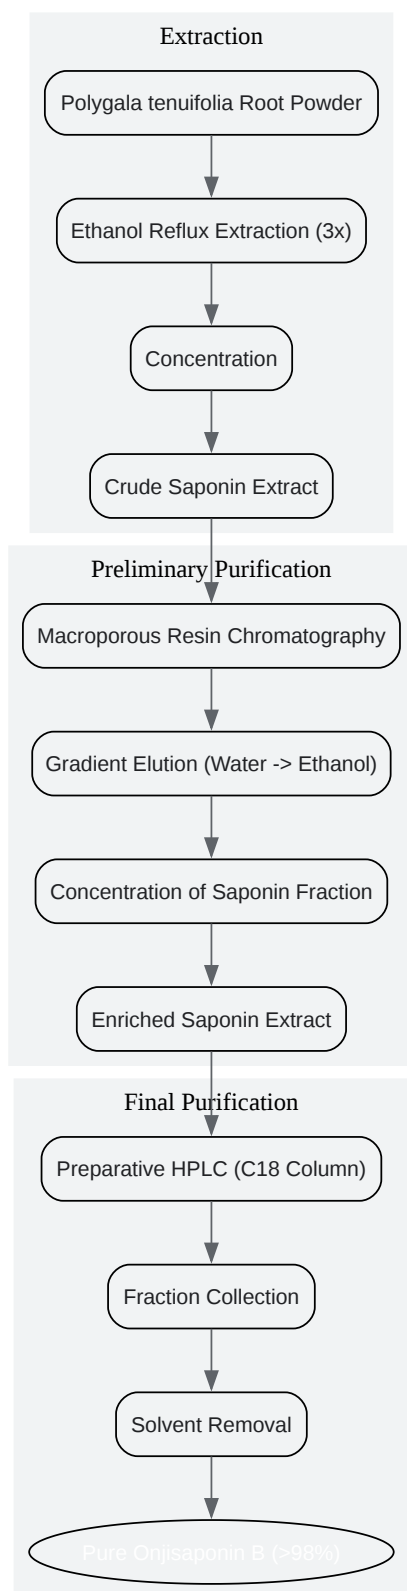 Extraction
Polygala tenuifolia Root Powder
Ethanol Reflux Extraction (3x)
Concentration
Crude Saponin Extract
Preliminary Purification
Macroporous Resin Chromatography
Gradient Elution (Water -> Ethanol)
Concentration of Saponin Fraction
Enriched Saponin Extract
Final Purification
Preparative HPLC (C18 Column)
Fraction Collection
Solvent Removal
Pure Onjisaponin B (>98%)